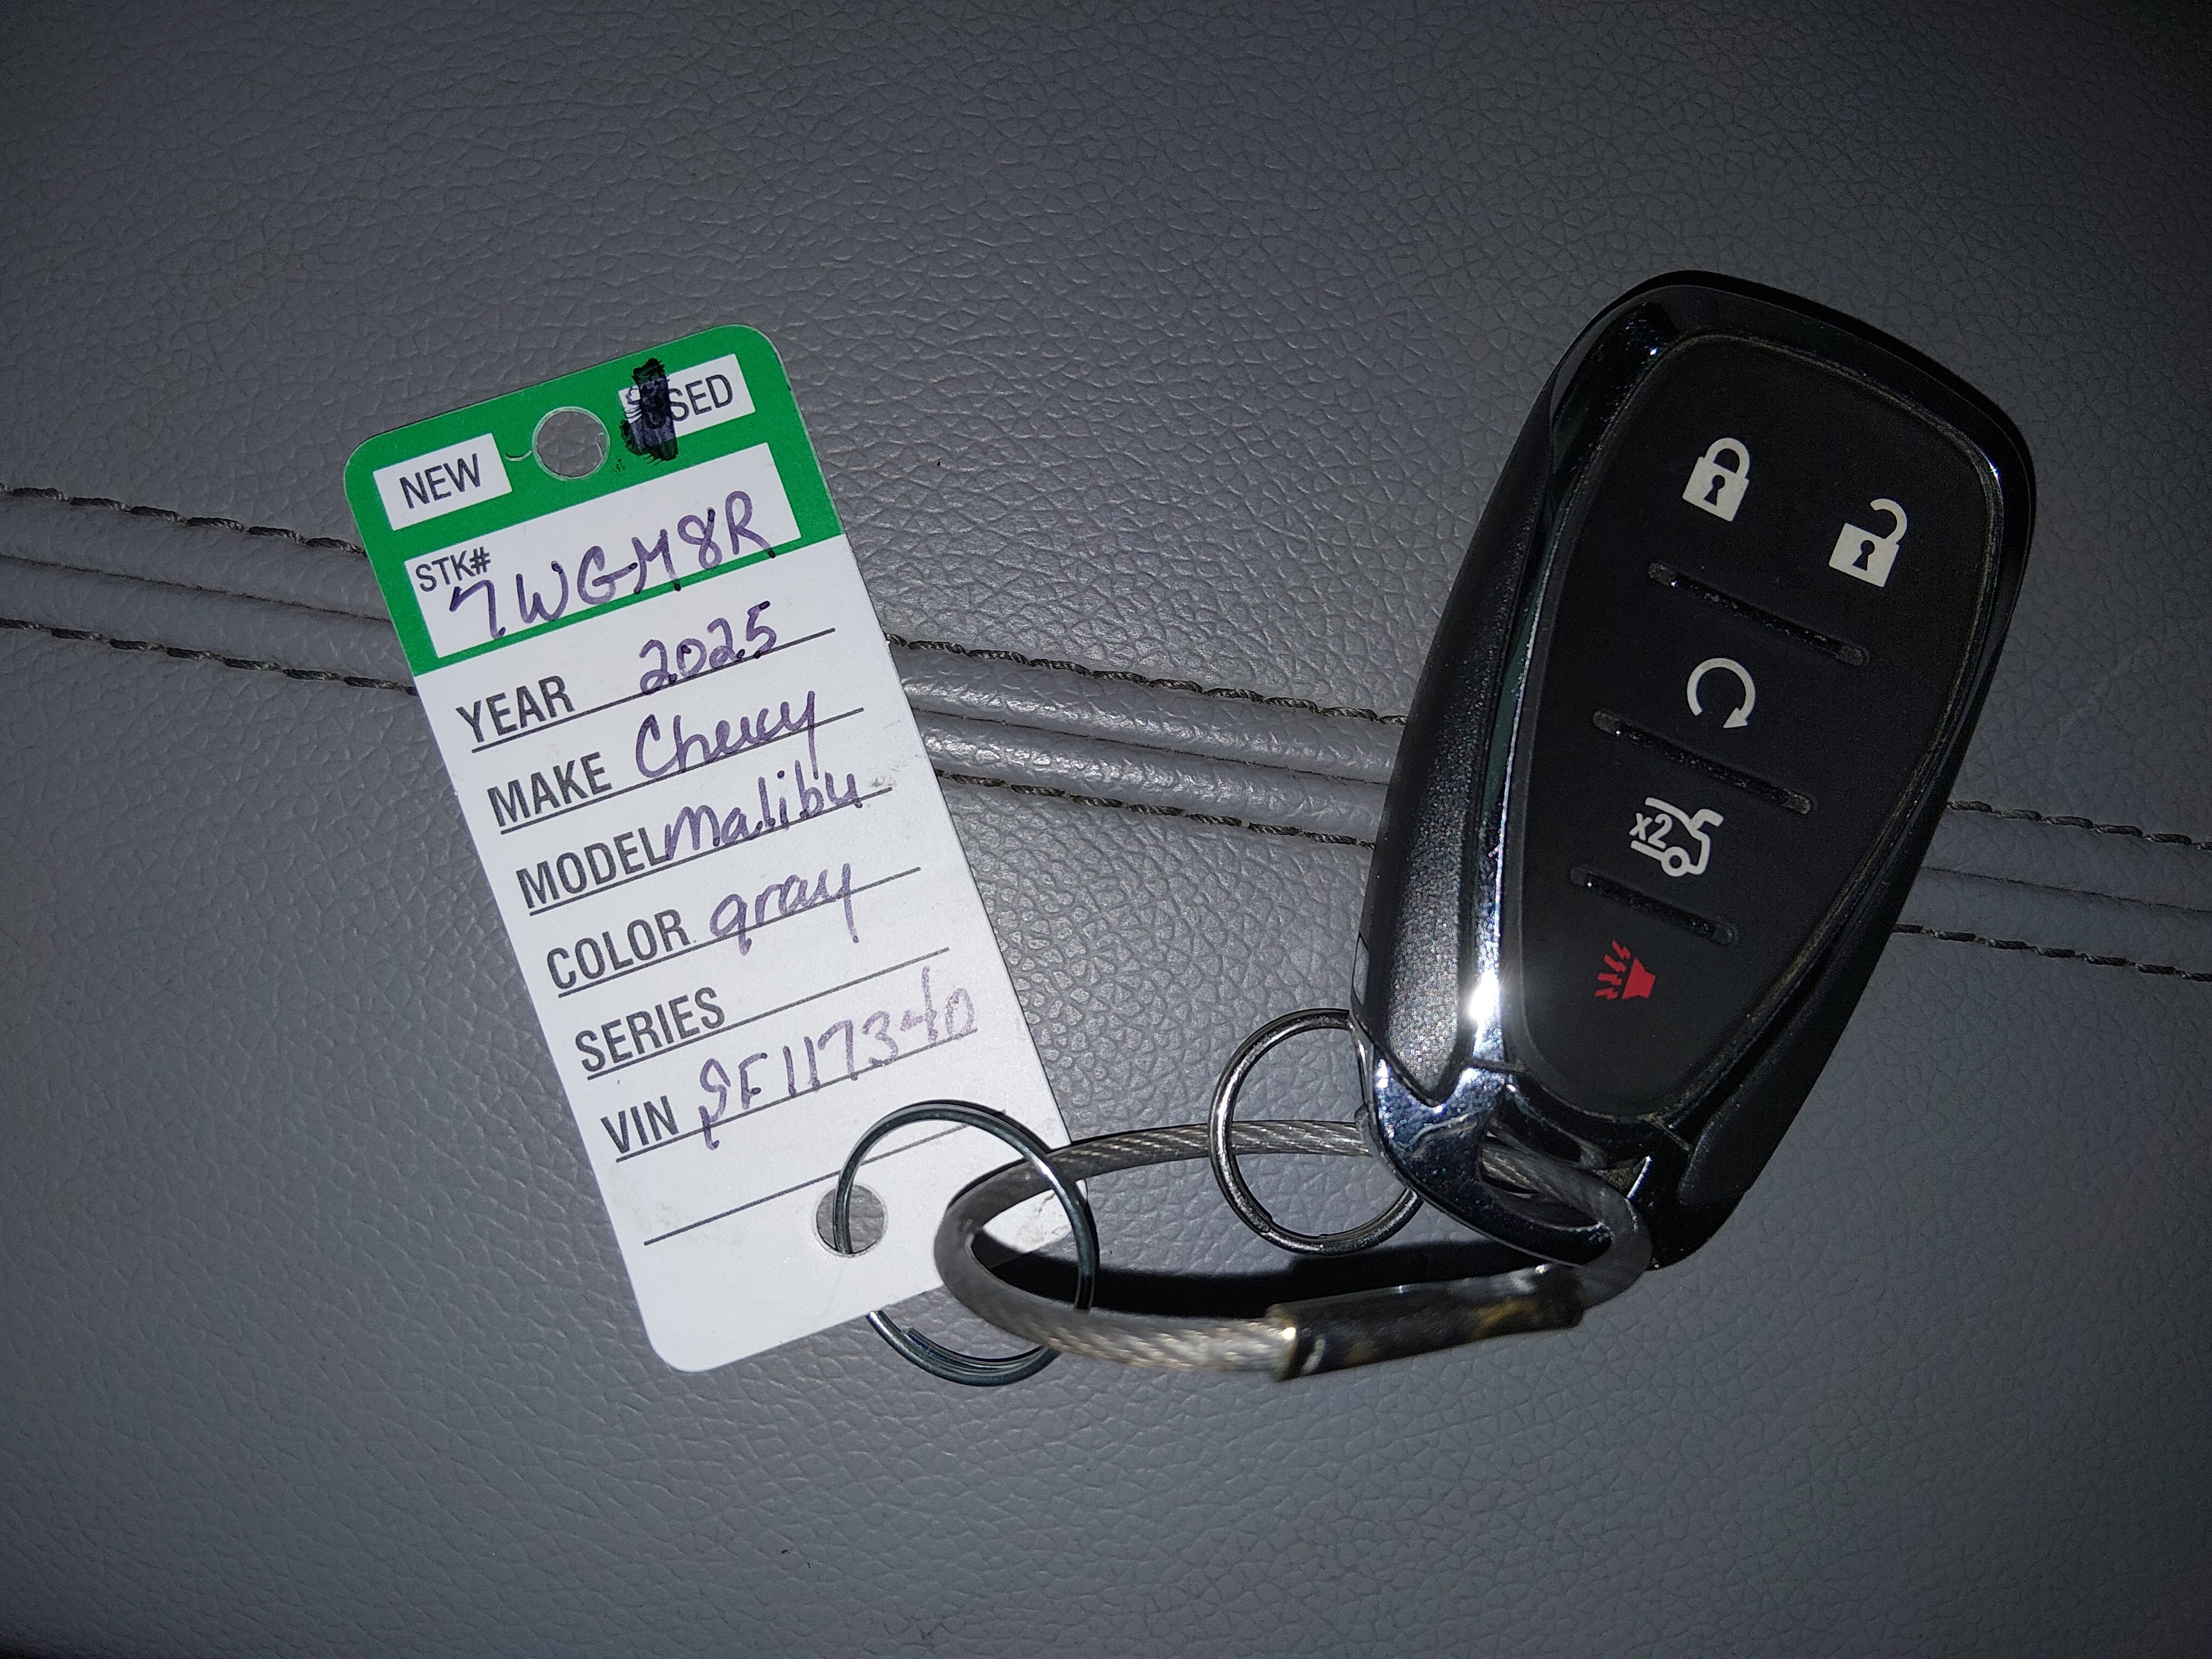 NEW USED
STK#
7WGM8R
YEAR 2025
MAKE Chevy
MODEL Malibu
COLOR gray
SERIES
VIN SF117340
x2